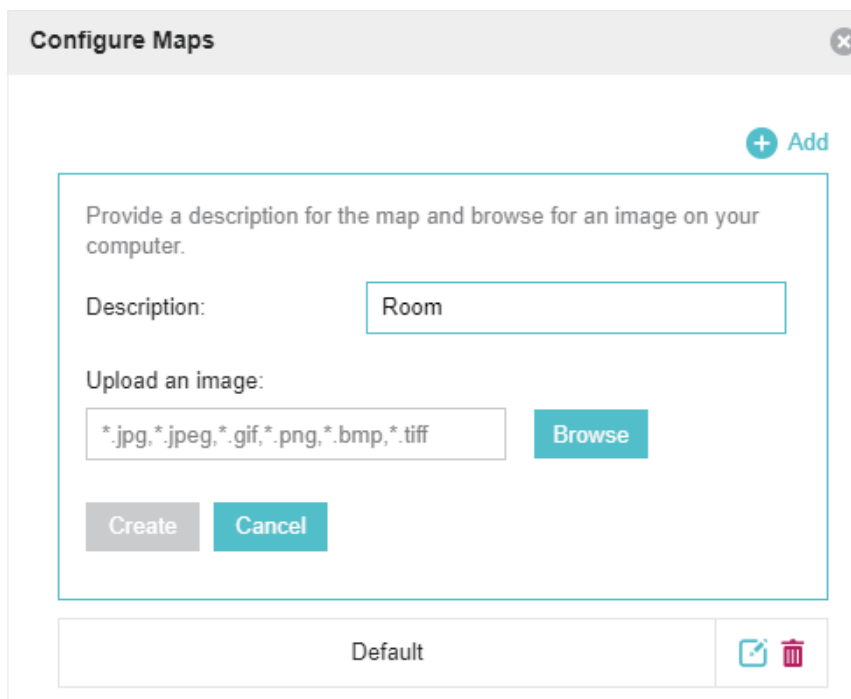 Configure Maps
Add
Provide a description for the map and browse for an image on your
computer.
Description:
Room
Upload an image:
*.jpg,*.jpeg,*.gif,*.png,*.bmp,*.tiff
Browse
Create
Cancel
Default